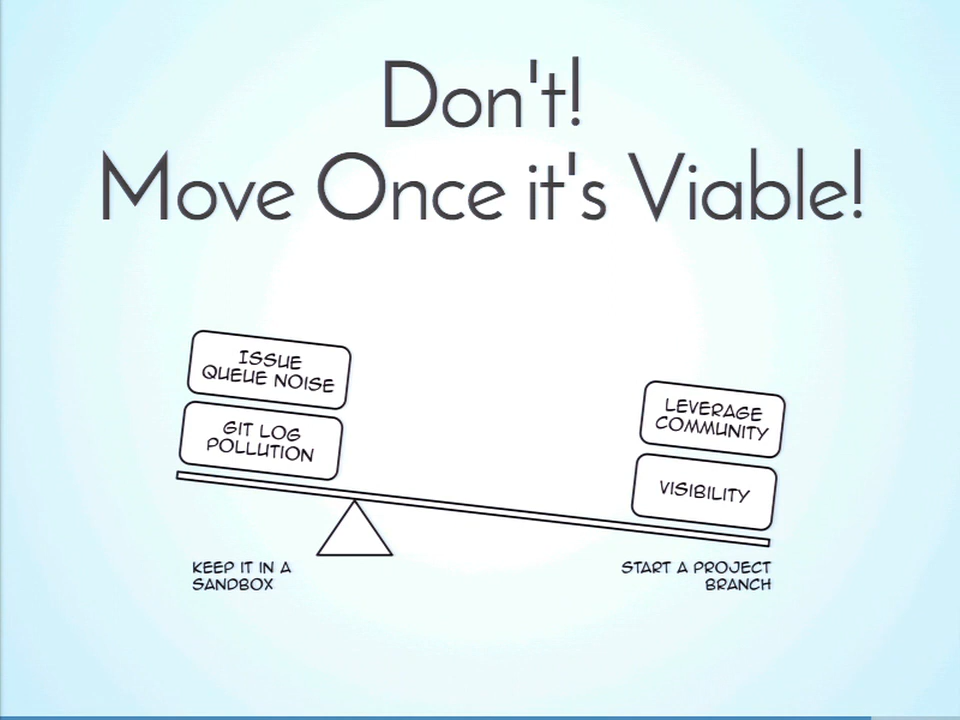 Don't!
Move Once it's Viable!
ISSUE
QUEUE NOISE
GIT LOG
POLLUTION
LEVERAGE
COMMUNITY
VISIBILITY
KEEP IT IN A
SANDBOX
START A PROJECT
BRANCH